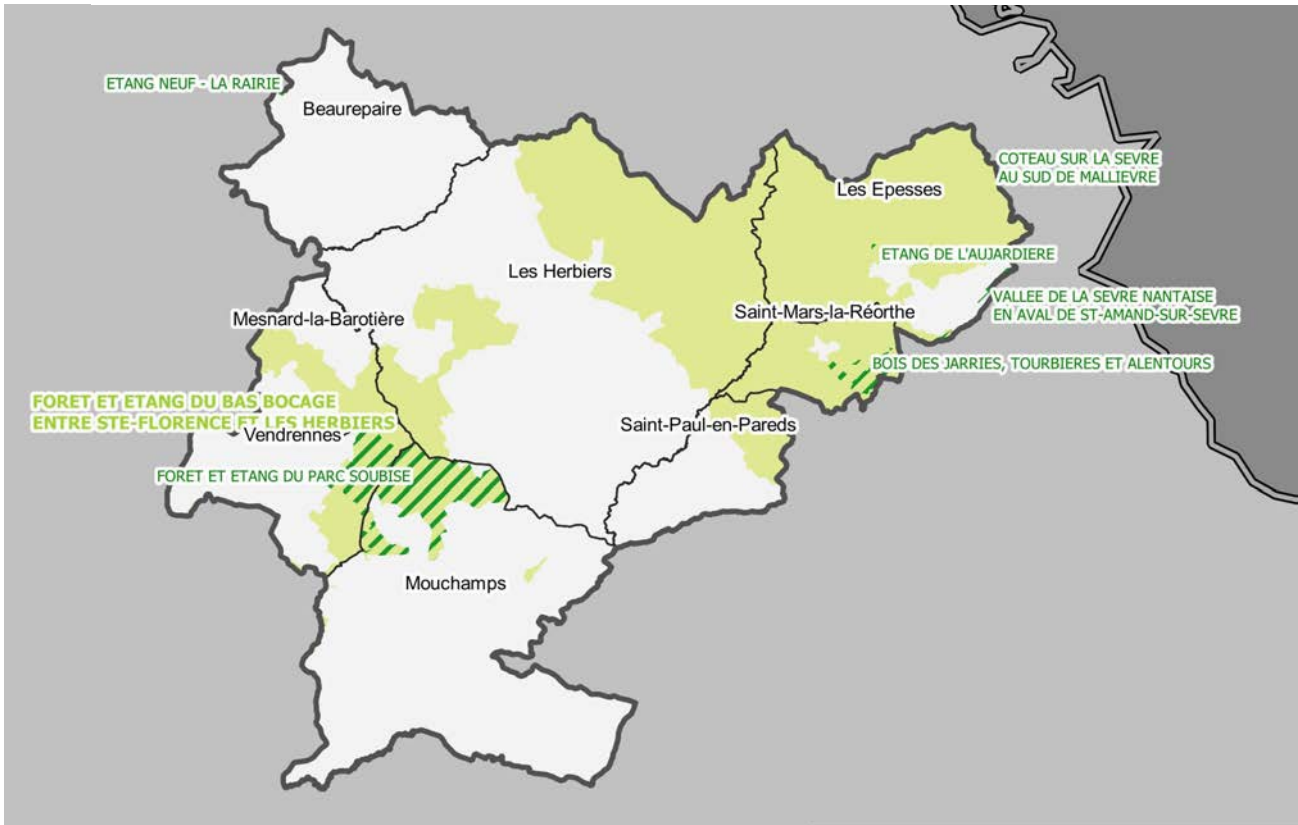 ETANG NEUF - LA RAIRIE
Beaurepaire
COTEAU SUR LA SEVRE
AU SUD DE MALLIEVRE
Les Epesses
ETANG DE L'AUJARDIERE
Les Herbiers
VALLEE DE LA SEVRE NANTAISE
EN AVAL DE ST-AMAND-SUR-SEVRE
Saint-Mars-la-Réorthe
Mesnard-la-Barotière
BOIS DES JARRIES, TOURBIERES ET ALENTOURS
FORET ET ETANG DU BAS BOCAGE
ENTRE STE-FLORENCE ET LES HERBIERS
Saint-Paul-en-Pareds
Vendrennes
FORET ET ETANG DU PARC SOUBISE
Mouchamps